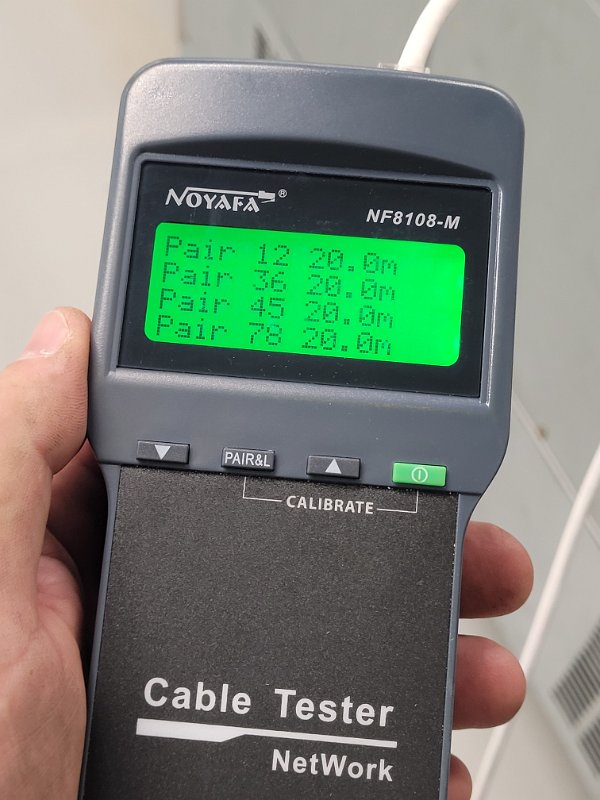 NOYAFA®
NF8108-M
Pair 12 20.0m
Pair 36 20.0m
Pair 45 20.0m
Pair 78 20.0m
PAIR&L
CALIBRATE
Cable Tester
NetWork